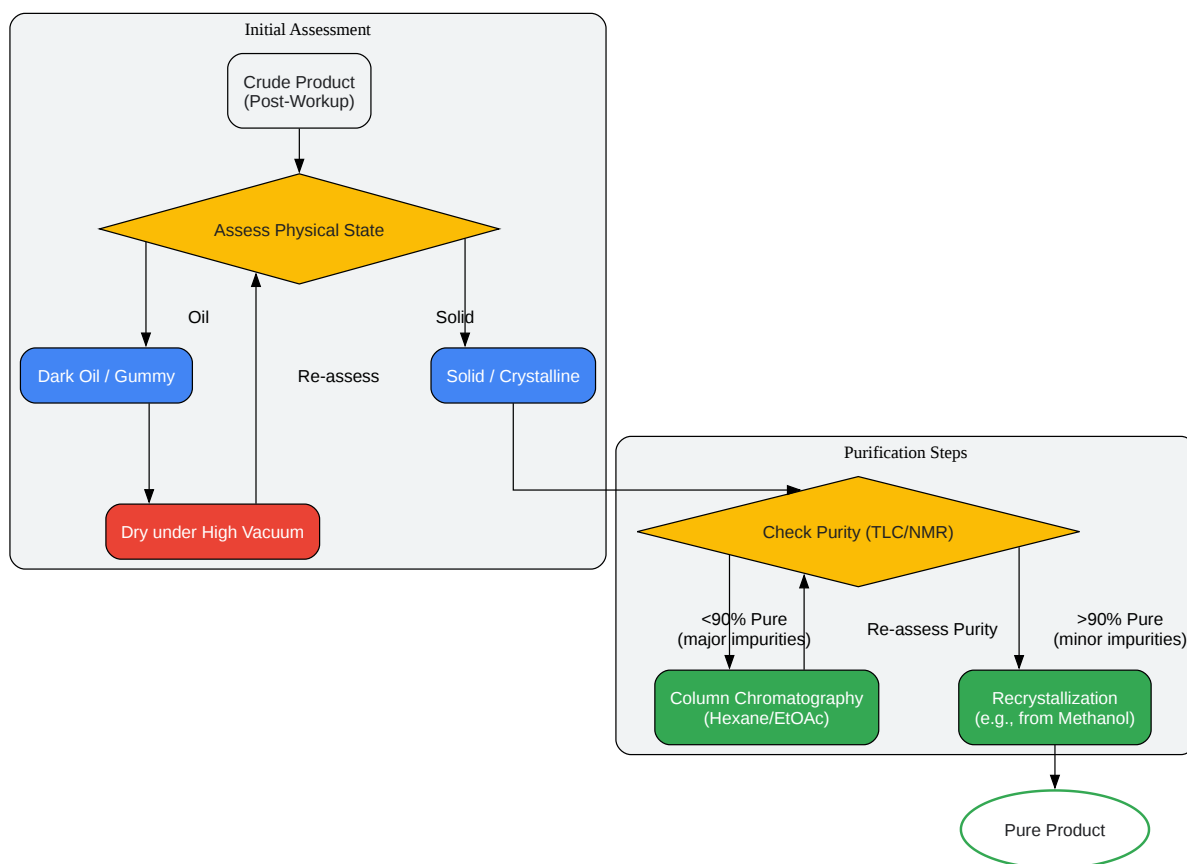 Initial Assessment
Crude Product
(Post-Workup)
Assess Physical State
Oil
Solid
Dark Oil / Gummy
Re-assess
Solid / Crystalline
Dry under High Vacuum
Purification Steps
Check Purity (TLC/NMR)
<90% Pure
(major impurities)
Re-assess Purity
>90% Pure
(minor impurities)
Column Chromatography
(Hexane/EtOAc)
Recrystallization
(e.g., from Methanol)
Pure Product